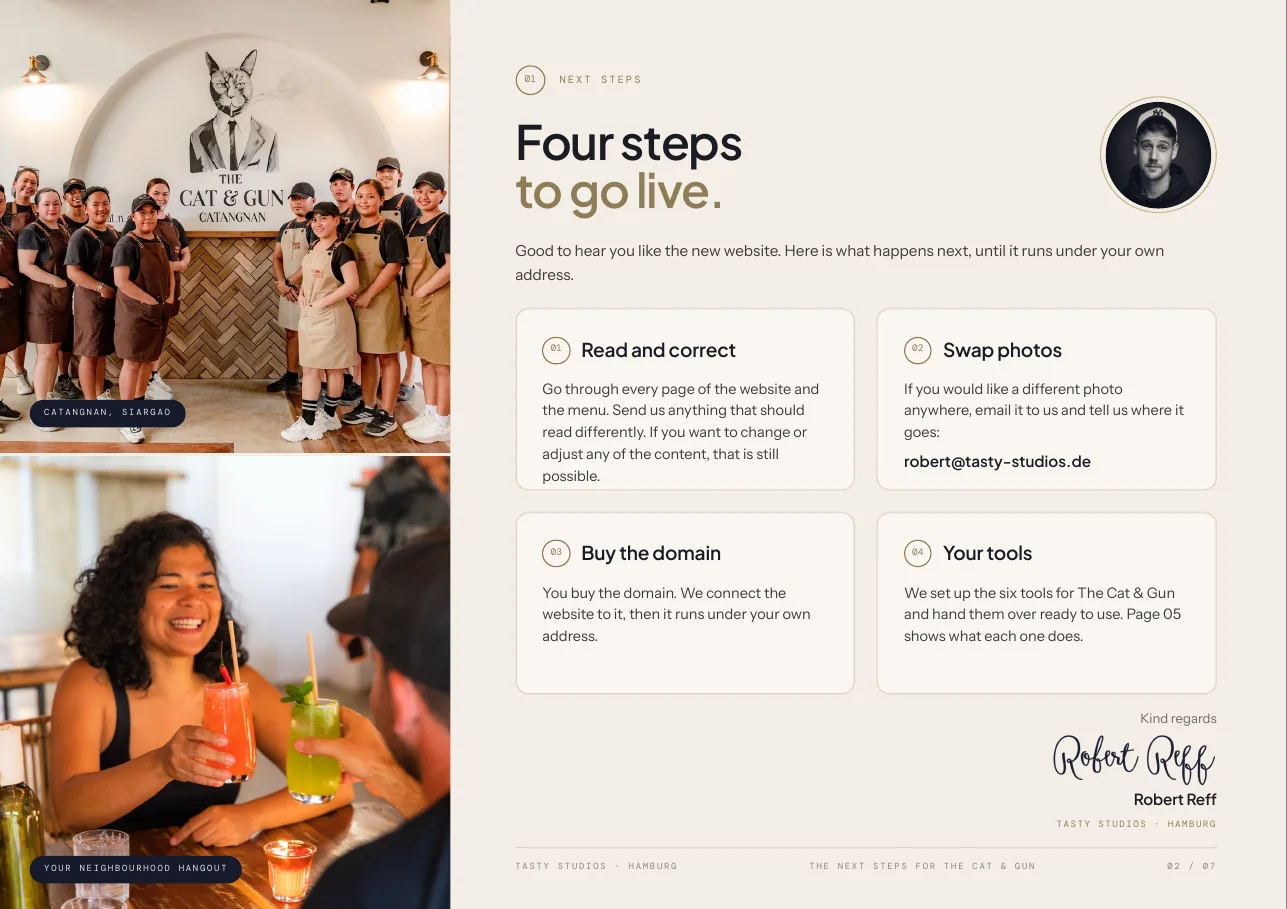 THE
CAT & GUN
CATANGNAN
CATANGNAN, SIARGAO
YOUR NEIGHBOURHOOD HANGOUT
01 NEXT STEPS
Four steps
to go live.
Good to hear you like the new website. Here is what happens next, until it runs under your own
address.
01 Read and correct
Go through every page of the website and
the menu. Send us anything that should
read differently. If you want to change or
adjust any of the content, that is still
possible.
02 Swap photos
If you would like a different photo
anywhere, email it to us and tell us where it
goes:
robert@tasty-studios.de
03 Buy the domain
You buy the domain. We connect the
website to it, then it runs under your own
address.
04 Your tools
We set up the six tools for The Cat & Gun
and hand them over ready to use. Page 05
shows what each one does.
Kind regards
Robert Reff
Robert Reff
TASTY STUDIOS · HAMBURG
TASTY STUDIOS · HAMBURG
THE NEXT STEPS FOR THE CAT & GUN
02 / 07